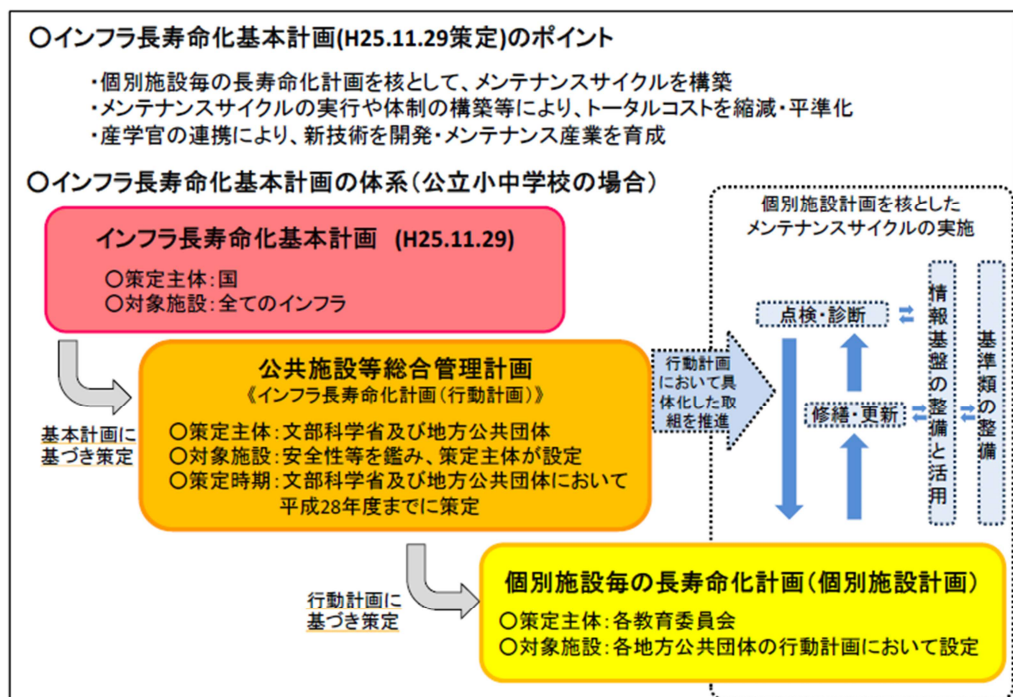 〇インフラ長寿命化基本計画(H25.11.29策定)のポイント
・個別施設毎の長寿命化計画を核として、メンテナンスサイクルを構築
・メンテナンスサイクルの実行や体制の構築等により、トータルコストを縮減・平準化
・産学官の連携により、新技術を開発・メンテナンス産業を育成
〇インフラ長寿命化基本計画の体系(公立小中学校の場合)
インフラ長寿命化基本計画 (H25.11.29)
〇策定主体:国
〇対象施設:全てのインフラ
基本計画に
基づき策定
公共施設等総合管理計画
《インフラ長寿命化計画(行動計画)》
〇策定主体:文部科学省及び地方公共団体
〇対象施設:安全性等を鑑み、策定主体が設定
〇策定時期:文部科学省及び地方公共団体において
平成28年度までに策定
行動計画
において具
体化した取
組を推進
個別施設計画を核とした
メンテナンスサイクルの実施
点検・診断
修繕・更新
情報基盤の整備と活用
基準類の整備
行動計画に
基づき策定
個別施設毎の長寿命化計画(個別施設計画)
〇策定主体:各教育委員会
〇対象施設:各地方公共団体の行動計画において設定